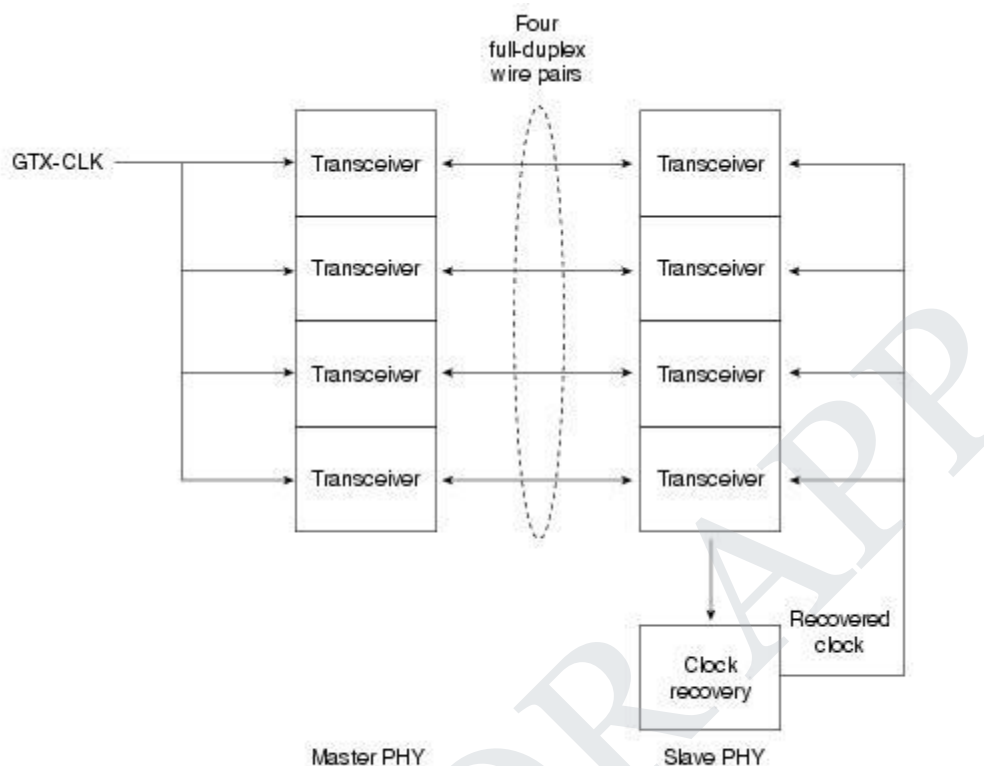 Four
full-duplex
wire pairs
GTX-CLK
Transceiver
Transceiver
Transceiver
Transceiver
Transceiver
Transceiver
Transceiver
Transceiver
Recovered
clock
Clock
recovery
Master PHY
Slave PHY